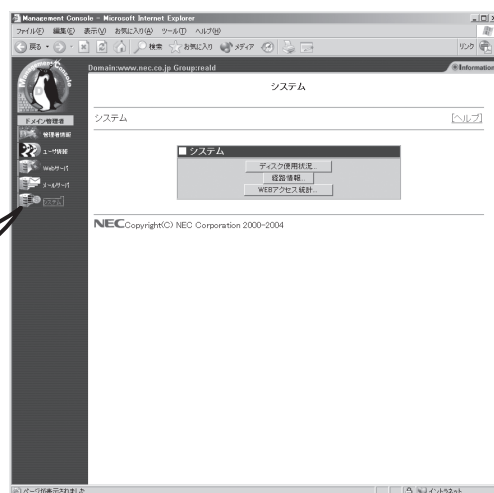 Management Console - Microsoft Internet Explorer
ファイル(F) 編集(E) 表示(V) お気に入り(A) ツール(T) ヘルプ(H)
戻る 検索 お気に入り メディア リンク
Management Console
Domain:www.nec.co.jp Group:reald
Information
システム
ドメイン管理者
管理者情報
ユーザ情報
Webサーバ
メールサーバ
システム
システム [ヘルプ]
■ システム
ディスク使用状況...
経路情報...
WEBアクセス統計...
NEC Copyright(C) NEC Corporation 2000-2004
ページが表示されました
イントラネット